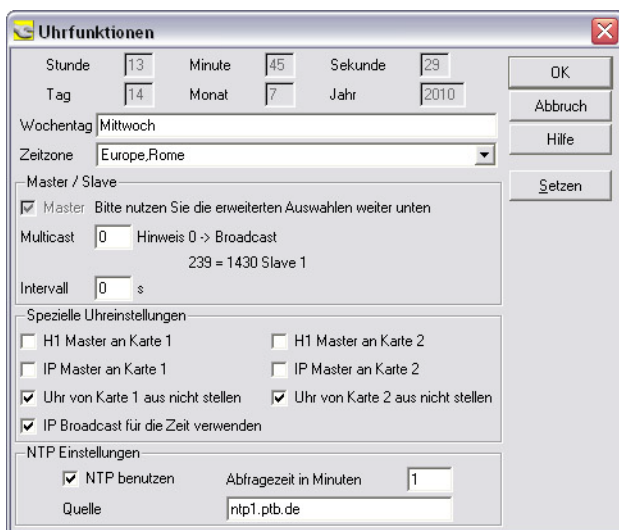 Uhrfunktionen
Stunde 13 Minute 45 Sekunde 29
Tag 14 Monat 7 Jahr 2010
Wochentag Mittwoch
Zeitzone Europe,Rome
OK
Abbruch
Hilfe
Setzen
Master / Slave
Master Bitte nutzen Sie die erweiterten Auswahlen weiter unten
Multicast 0 Hinweis 0 -> Broadcast
239 = 1430 Slave 1
Intervall 0 s
Spezielle Uhreinstellungen
H1 Master an Karte 1 H1 Master an Karte 2
IP Master an Karte 1 IP Master an Karte 2
Uhr von Karte 1 aus nicht stellen Uhr von Karte 2 aus nicht stellen
IP Broadcast für die Zeit verwenden
NTP Einstellungen
NTP benutzen Abfragezeit in Minuten 1
Quelle ntp1.ptb.de